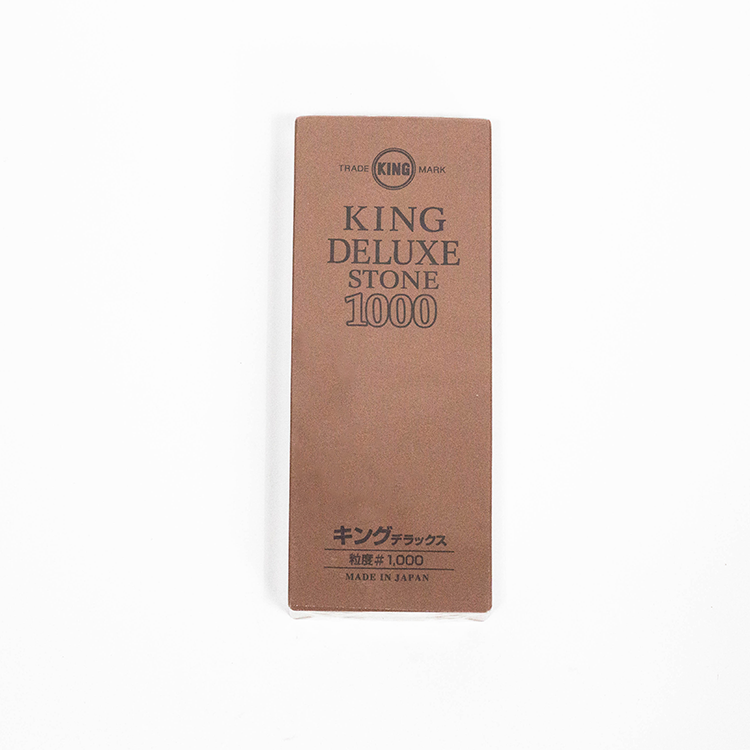 TRADE KING MARK
KING
DELUXE
STONE
1000
キングデラックス
粒度#1,000
MADE IN JAPAN